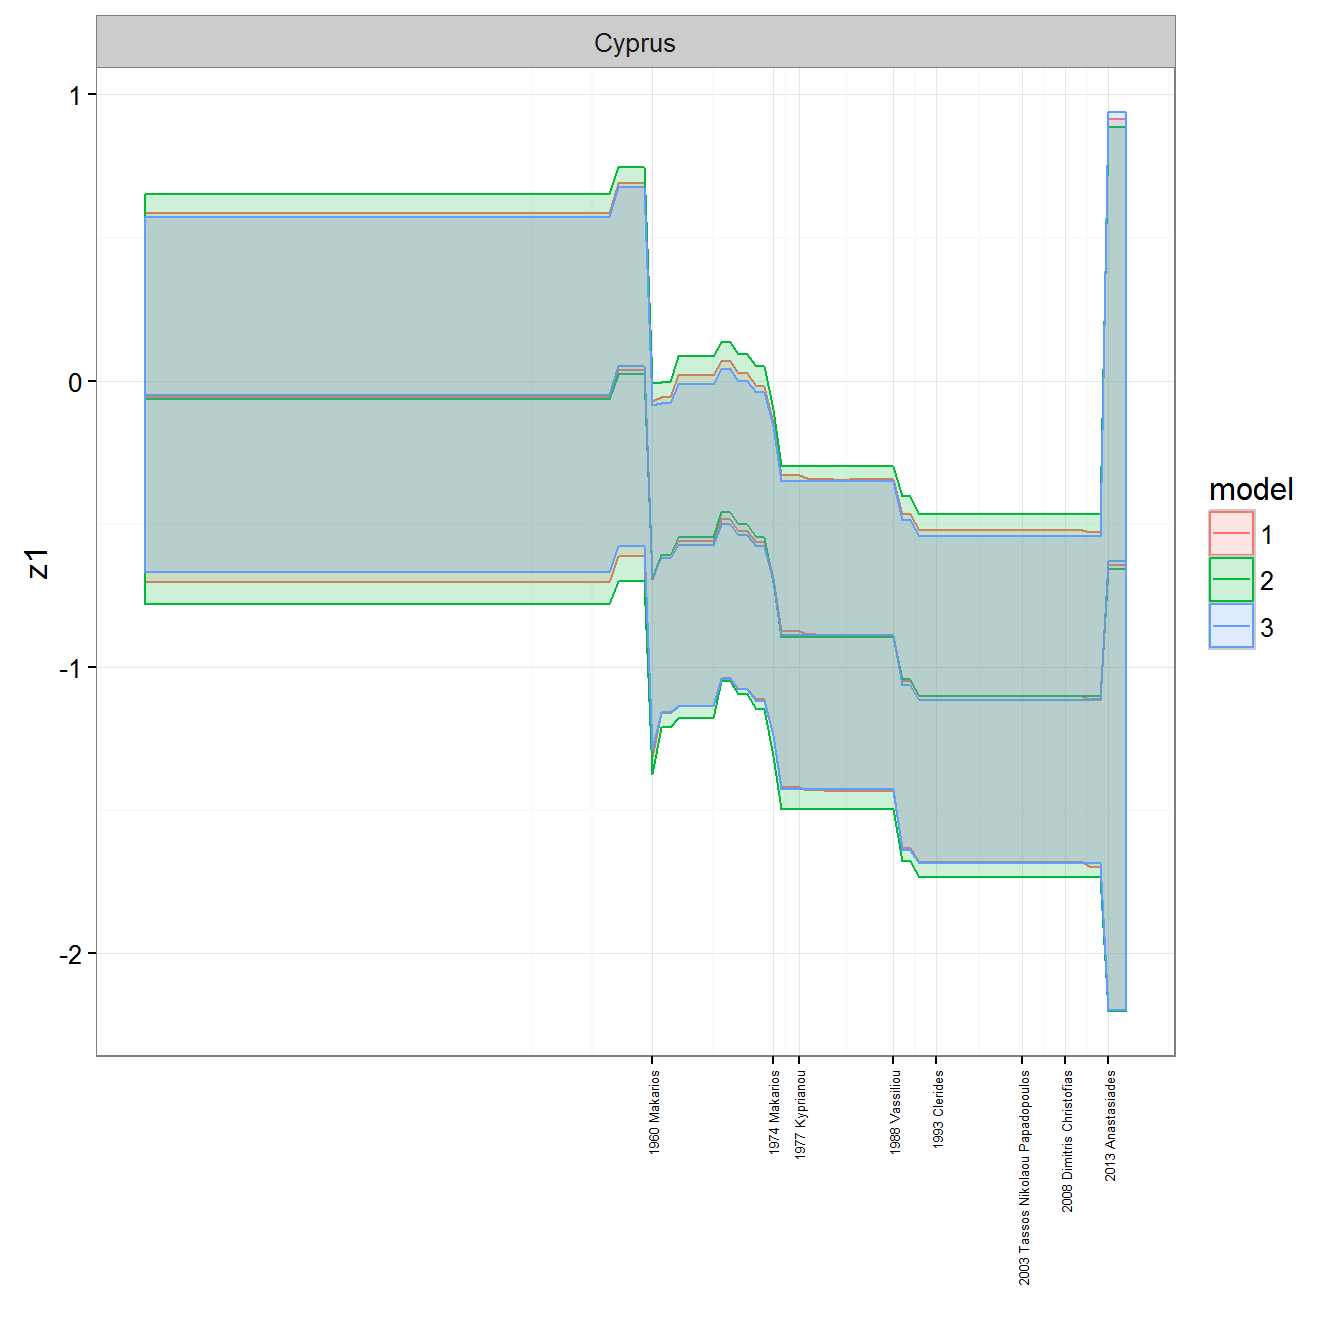 Cyprus
1
0
-1
-2
z1
model
1
2
3
1960 Makarios
1974 Makarios
1977 Kyprianou
1988 Vassiliou
1993 Clerides
2003 Tassos Nikolaou Papadopoulos
2008 Dimitris Christofias
2013 Anastasiades